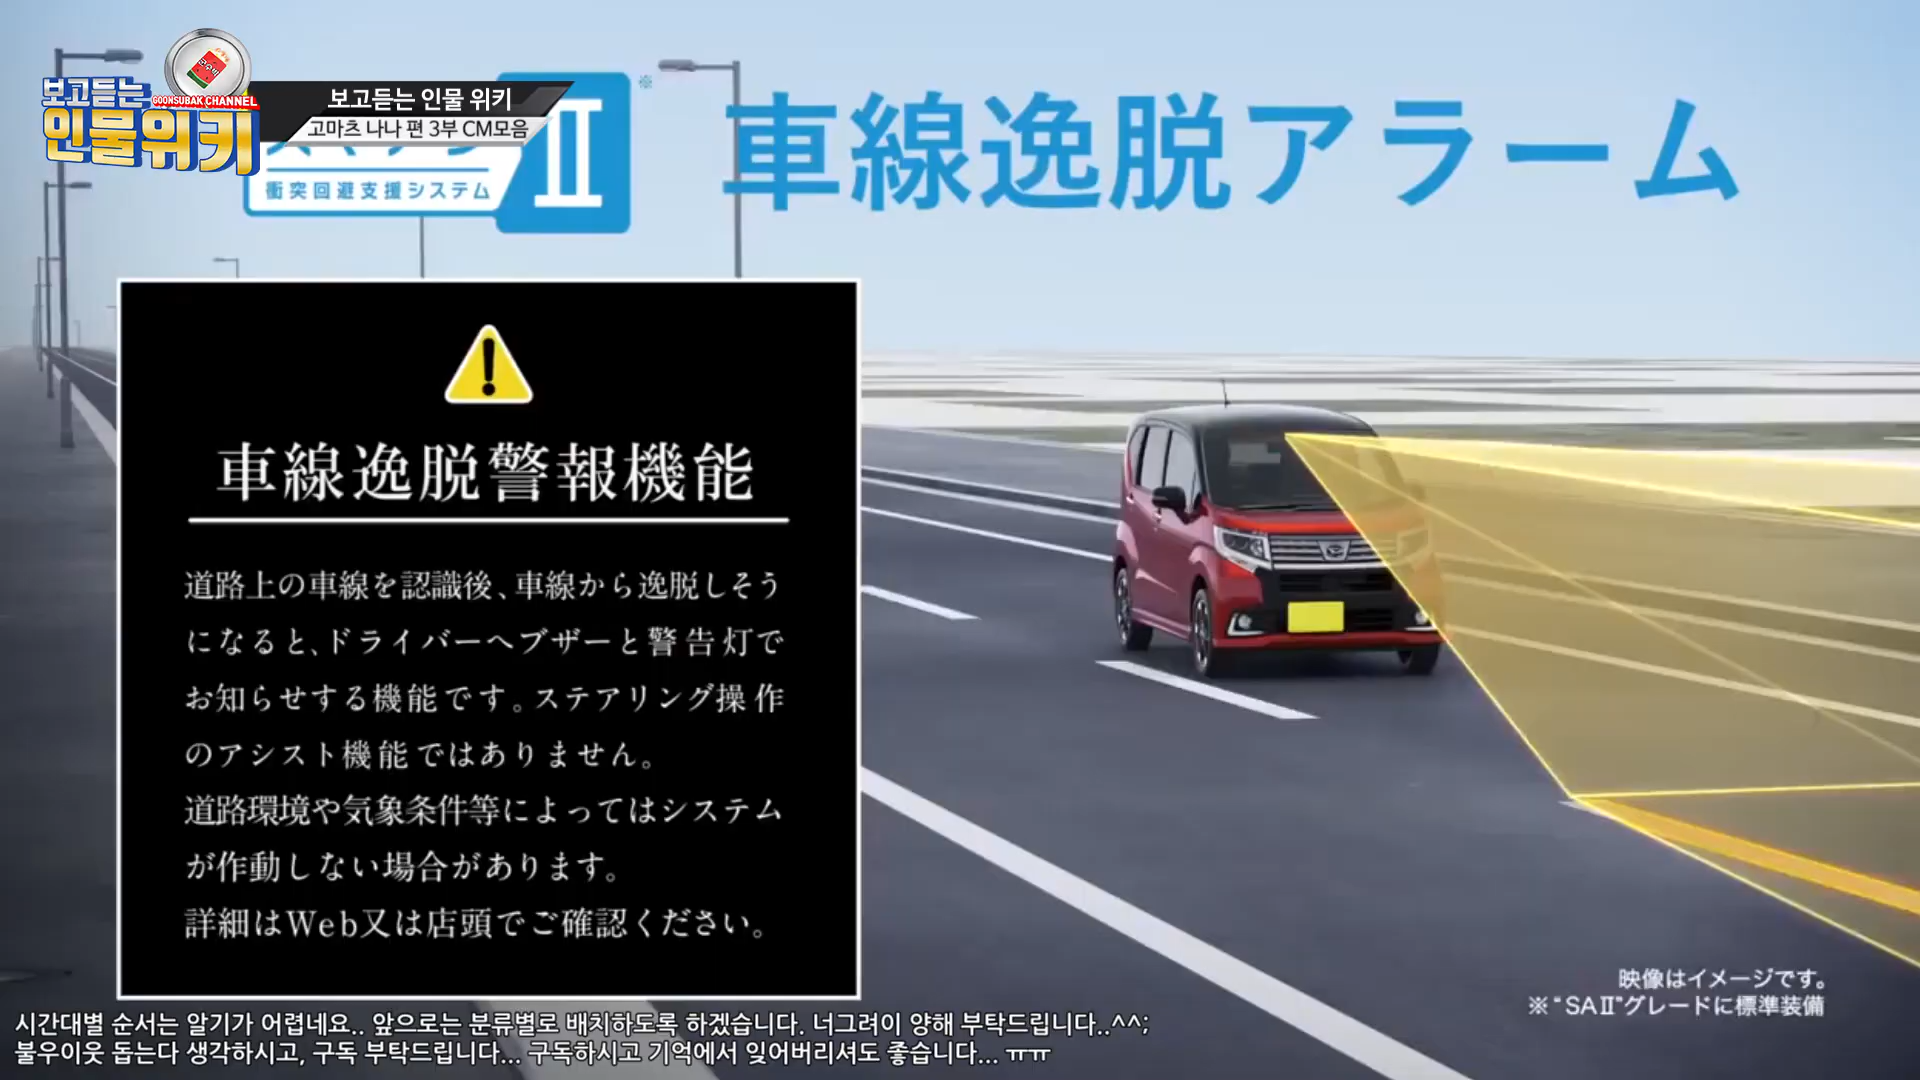 보고듣는
인물위키
GOONSUBAK CHANNEL
보고듣는 인물 위키
고마츠 나나 편 3부 CM모음
衝突回避支援システム
II
※
車線逸脱アラーム
車線逸脱警報機能
道路上の車線を認識後、車線から逸脱しそう
になると、ドライバーへブザーと警告灯で
お知らせする機能です。ステアリング操作
のアシスト機能ではありません。
道路環境や気象条件等によってはシステム
が作動しない場合があります。
詳細はWeb又は店頭でご確認ください。
映像はイメージです。
※“SAⅡ”グレードに標準装備
시간대별 순서는 알기가 어렵네요.. 앞으로는 분류별로 배치하도록 하겠습니다. 너그려이 양해 부탁드립니다..^^;
불우이웃 돕는다 생각하시고, 구독 부탁드립니다... 구독하시고 기억에서 잊어버리셔도 좋습니다... ㅠㅠ